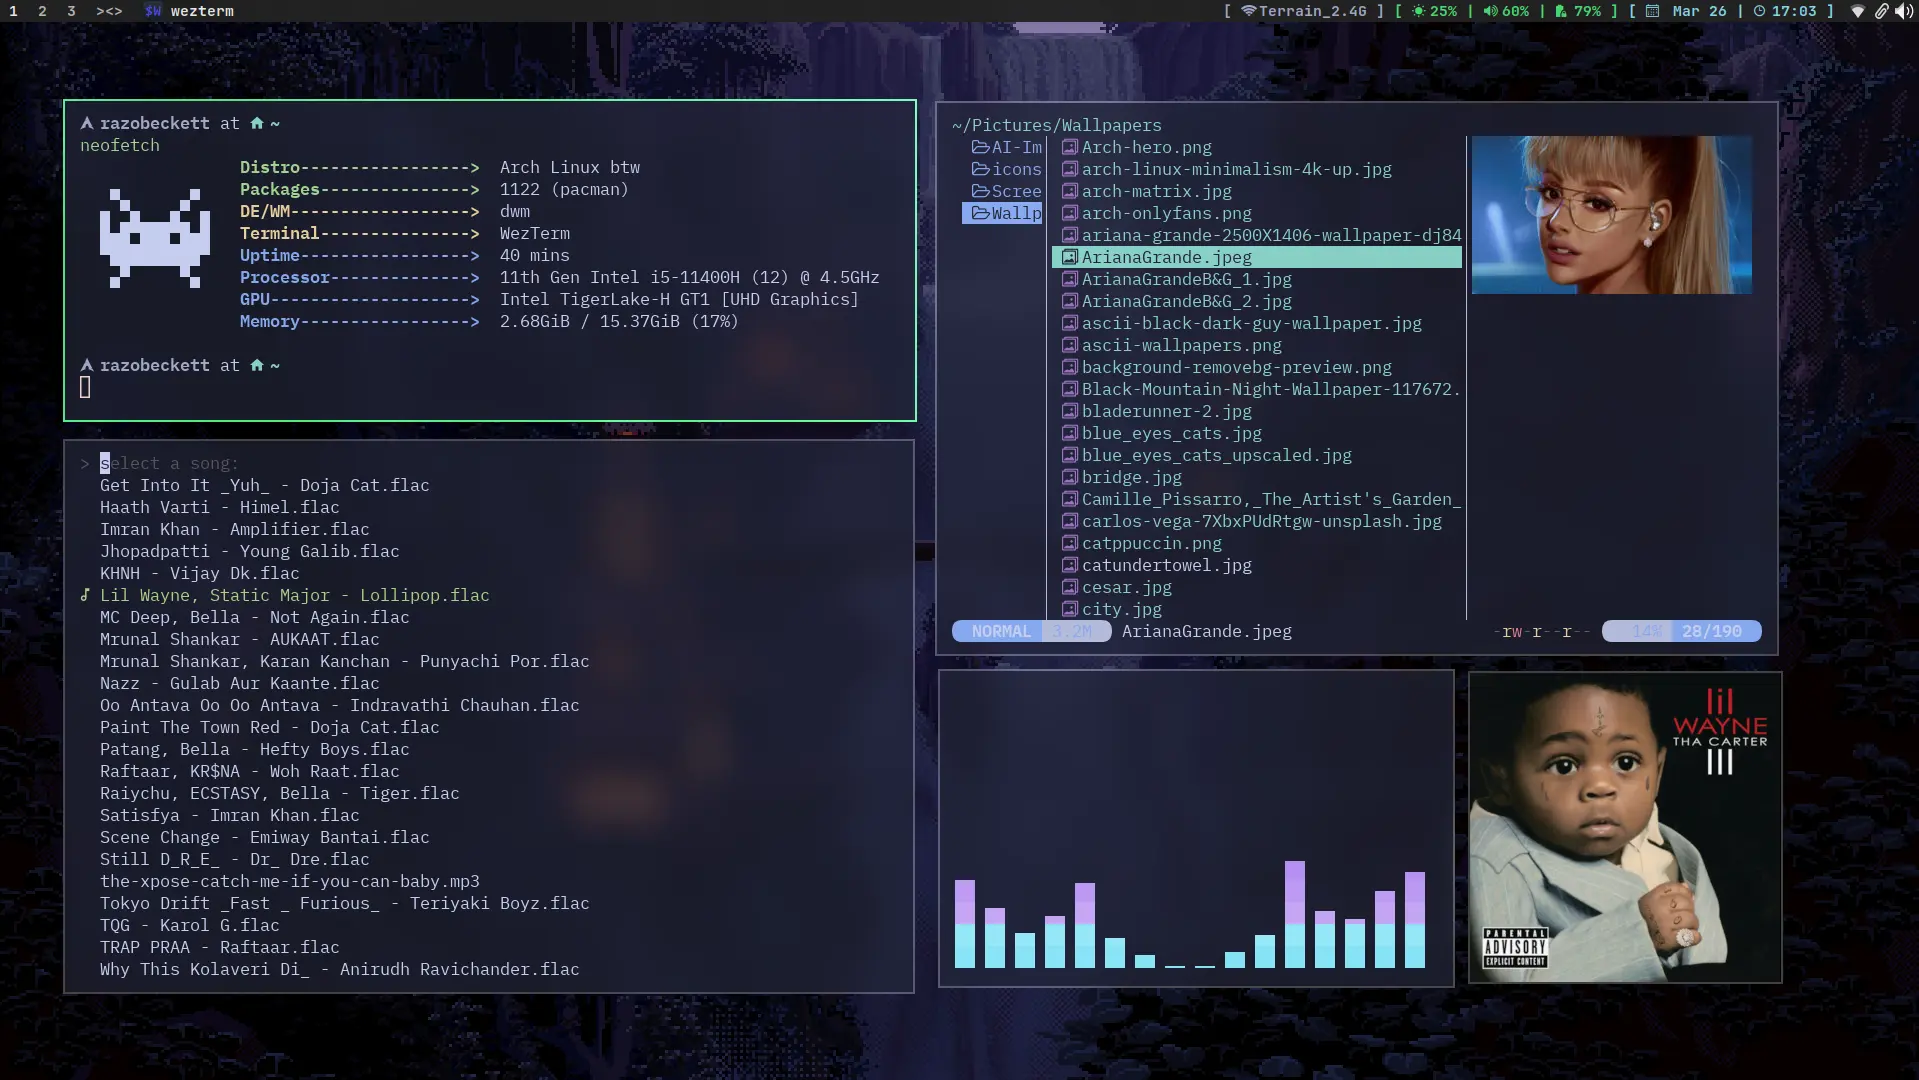 1 2 3 ><> $W wezterm
[ Terrain_2.4G ] [ 25% | 60% | 79% ] [ Mar 26 | 17:03 ]
razobeckett at ~
neofetch
Distro-----------------> Arch Linux btw
Packages---------------> 1122 (pacman)
DE/WM------------------> dwm
Terminal---------------> WezTerm
Uptime-----------------> 40 mins
Processor--------------> 11th Gen Intel i5-11400H (12) @ 4.5GHz
GPU--------------------> Intel TigerLake-H GT1 [UHD Graphics]
Memory-----------------> 2.68GiB / 15.37GiB (17%)
razobeckett at ~
> select a song:
Get Into It _Yuh_ - Doja Cat.flac
Haath Varti - Himel.flac
Imran Khan - Amplifier.flac
Jhopadpatti - Young Galib.flac
KHNH - Vijay Dk.flac
Lil Wayne, Static Major - Lollipop.flac
MC Deep, Bella - Not Again.flac
Mrunal Shankar - AUKAAT.flac
Mrunal Shankar, Karan Kanchan - Punyachi Por.flac
Nazz - Gulab Aur Kaante.flac
Oo Antava Oo Oo Antava - Indravathi Chauhan.flac
Paint The Town Red - Doja Cat.flac
Patang, Bella - Hefty Boys.flac
Raftaar, KR$NA - Woh Raat.flac
Raiychu, ECSTASY, Bella - Tiger.flac
Satisfya - Imran Khan.flac
Scene Change - Emiway Bantai.flac
Still D_R_E_ - Dr_ Dre.flac
the-xpose-catch-me-if-you-can-baby.mp3
Tokyo Drift _Fast _ Furious_ - Teriyaki Boyz.flac
TQG - Karol G.flac
TRAP PRAA - Raftaar.flac
Why This Kolaveri Di_ - Anirudh Ravichander.flac
~/Pictures/Wallpapers
AI-Im
icons
Scree
Wallp
Arch-hero.png
arch-linux-minimalism-4k-up.jpg
arch-matrix.jpg
arch-onlyfans.png
ariana-grande-2500X1406-wallpaper-dj84
ArianaGrande.jpeg
ArianaGrandeB&G_1.jpg
ArianaGrandeB&G_2.jpg
ascii-black-dark-guy-wallpaper.jpg
ascii-wallpapers.png
background-removebg-preview.png
Black-Mountain-Night-Wallpaper-117672.
bladerunner-2.jpg
blue_eyes_cats.jpg
blue_eyes_cats_upscaled.jpg
bridge.jpg
Camille_Pissarro,_The_Artist's_Garden_
carlos-vega-7XbxPUdRtgw-unsplash.jpg
catppuccin.png
catundertowel.jpg
cesar.jpg
city.jpg
NORMAL 3.2M ArianaGrande.jpeg -rw-r--r-- 14% 28/190
lil
WAYNE
THA CARTER
III
PARENTAL
ADVISORY
EXPLICIT CONTENT